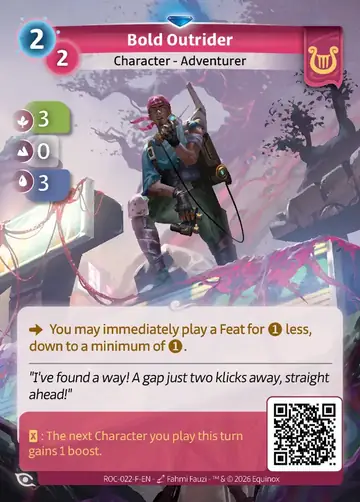 2
2
Bold Outrider
Character - Adventurer
3
0
3
You may immediately play a Feat for 1 less,
down to a minimum of 1.
"I've found a way! A gap just two klicks away, straight
ahead!"
X : The next Character you play this turn
gains 1 boost.
ROC-022-F-EN - Fahmi Fauzi - ™ & © 2026 Equinox